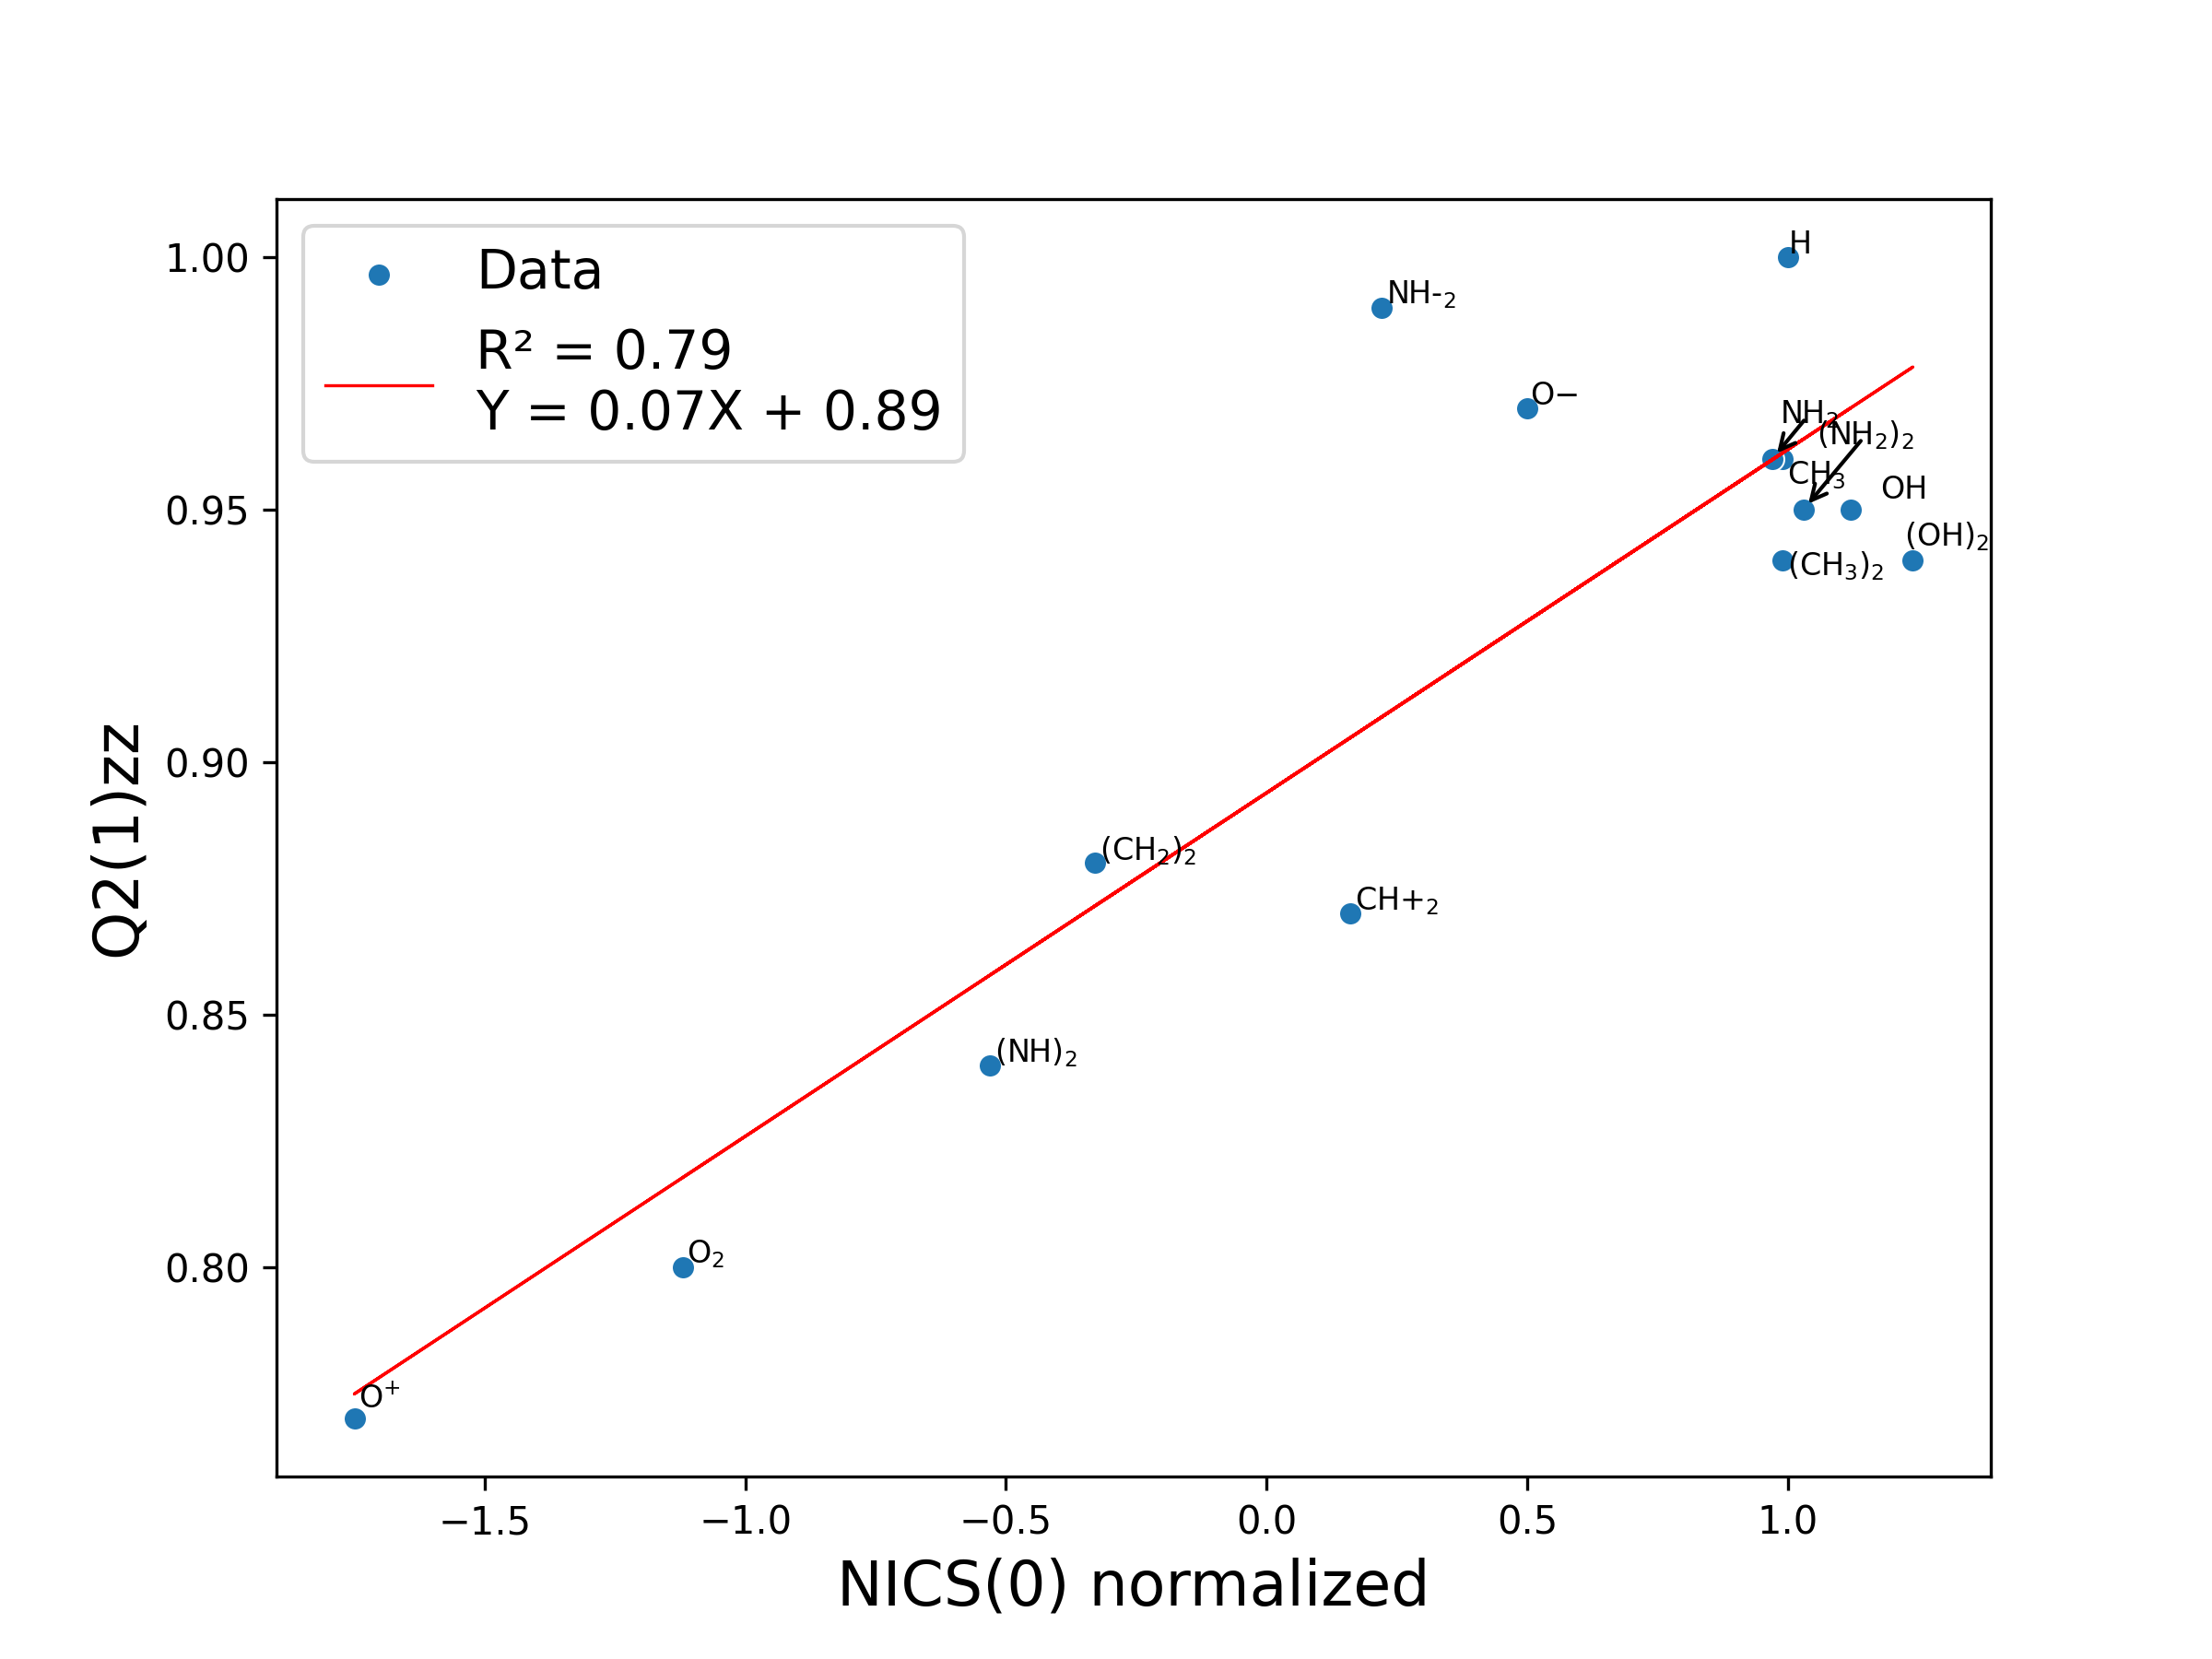 Data
R² = 0.79
Y = 0.07X + 0.89
H
NH-₂
O−
NH₂
(NH₂)₂
CH₃
OH
(OH)₂
(CH₃)₂
(CH₂)₂
CH+₂
(NH)₂
O₂
O⁺
1.00
0.95
0.90
0.85
0.80
Q2(1)zz
−1.5 −1.0 −0.5 0.0 0.5 1.0
NICS(0) normalized